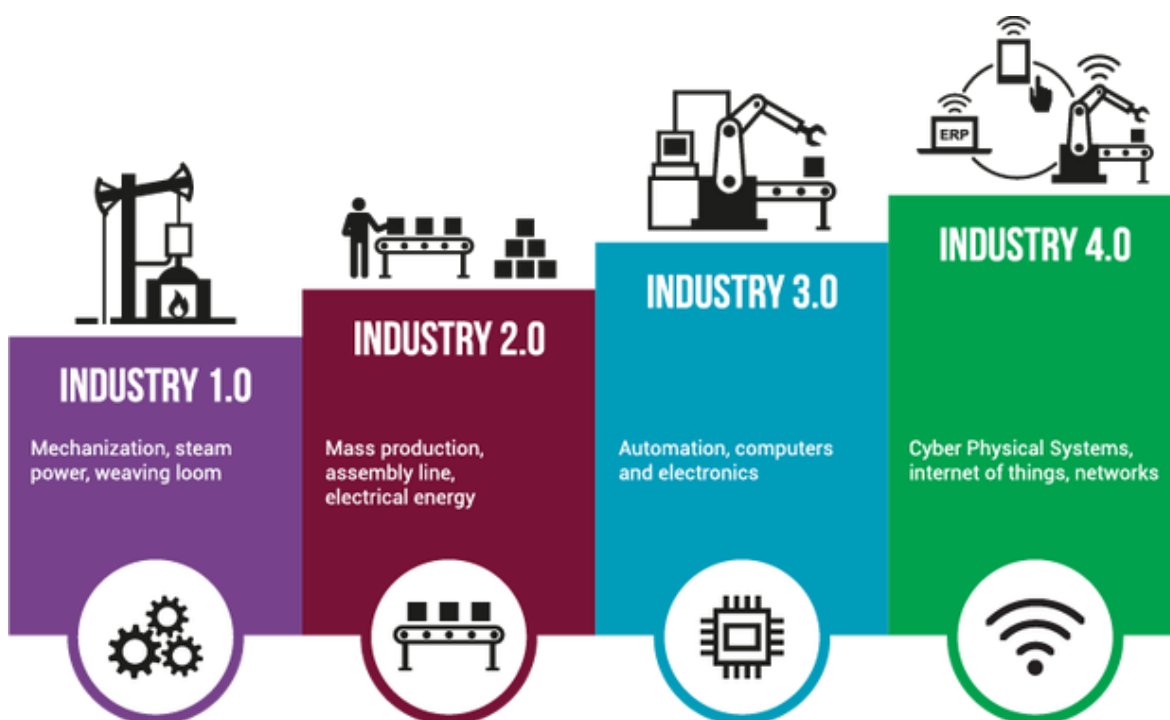 ERP
INDUSTRY 1.0
Mechanization, steam
power, weaving loom
INDUSTRY 2.0
Mass production,
assembly line,
electrical energy
INDUSTRY 3.0
Automation, computers
and electronics
INDUSTRY 4.0
Cyber Physical Systems,
internet of things, networks